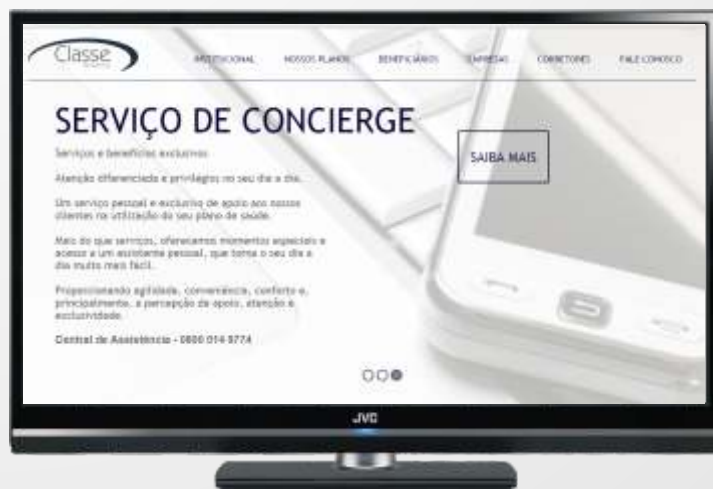 Classe
INSTITUCIONAL NOSSOS PLANOS BENEFICIÁRIOS EMPRESAS CORRETORES FALE CONOSCO
SERVIÇO DE CONCIERGE
SAIBA MAIS
Serviços e benefícios exclusivos
Atenção diferenciada e privilégios no seu dia a dia.
Um serviço pessoal e exclusivo de apoio aos nossos
clientes na utilização do seu plano de saúde.
Mais do que serviços, oferecemos momentos especiais e
acesso a um assistente pessoal, que torna o seu dia a
dia muito mais fácil.
Proporcionando agilidade, conveniência, conforto e,
principalmente, a percepção de apoio, atenção e
exclusividade.
Central de Assistência - 0800 014 9774
JVC